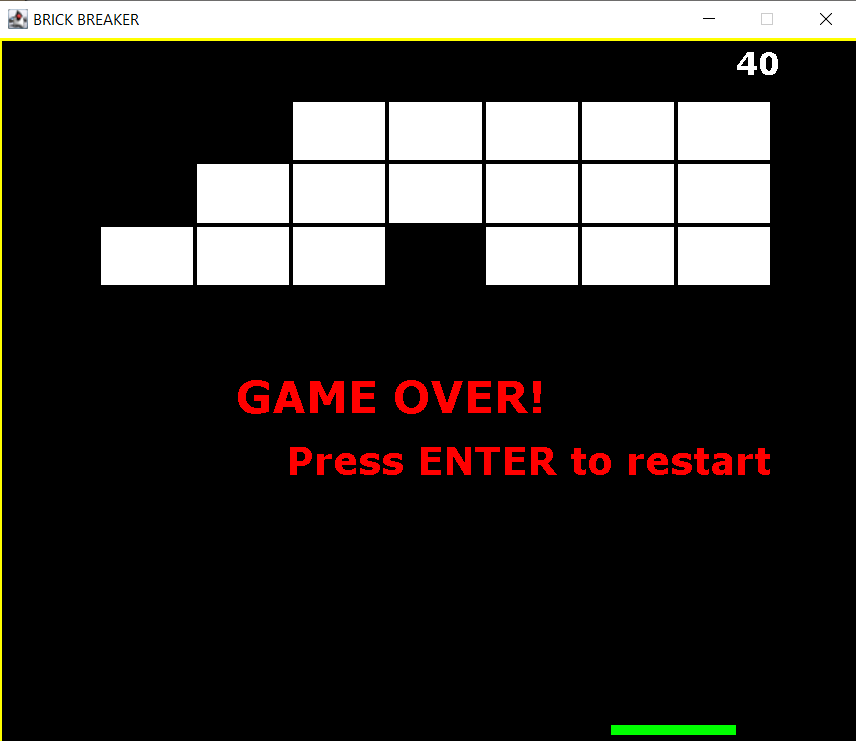 BRICK BREAKER
40
GAME OVER!
Press ENTER to restart